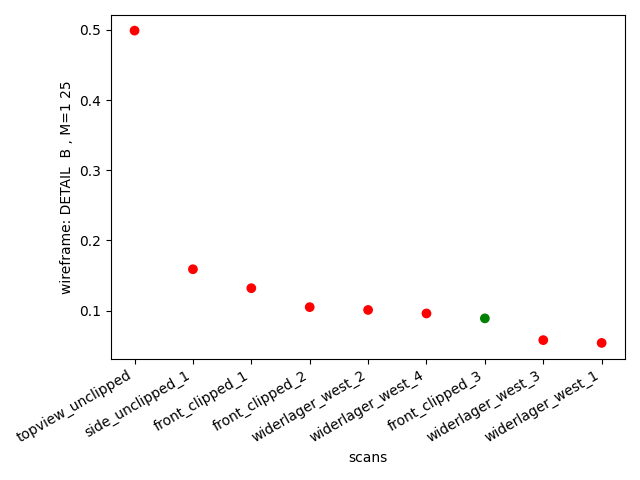 0.5
0.4
0.3
0.2
0.1
wireframe: DETAIL  B , M=1 25
topview_unclipped
side_unclipped_1
front_clipped_1
front_clipped_2
widerlager_west_2
widerlager_west_4
front_clipped_3
widerlager_west_3
widerlager_west_1
scans